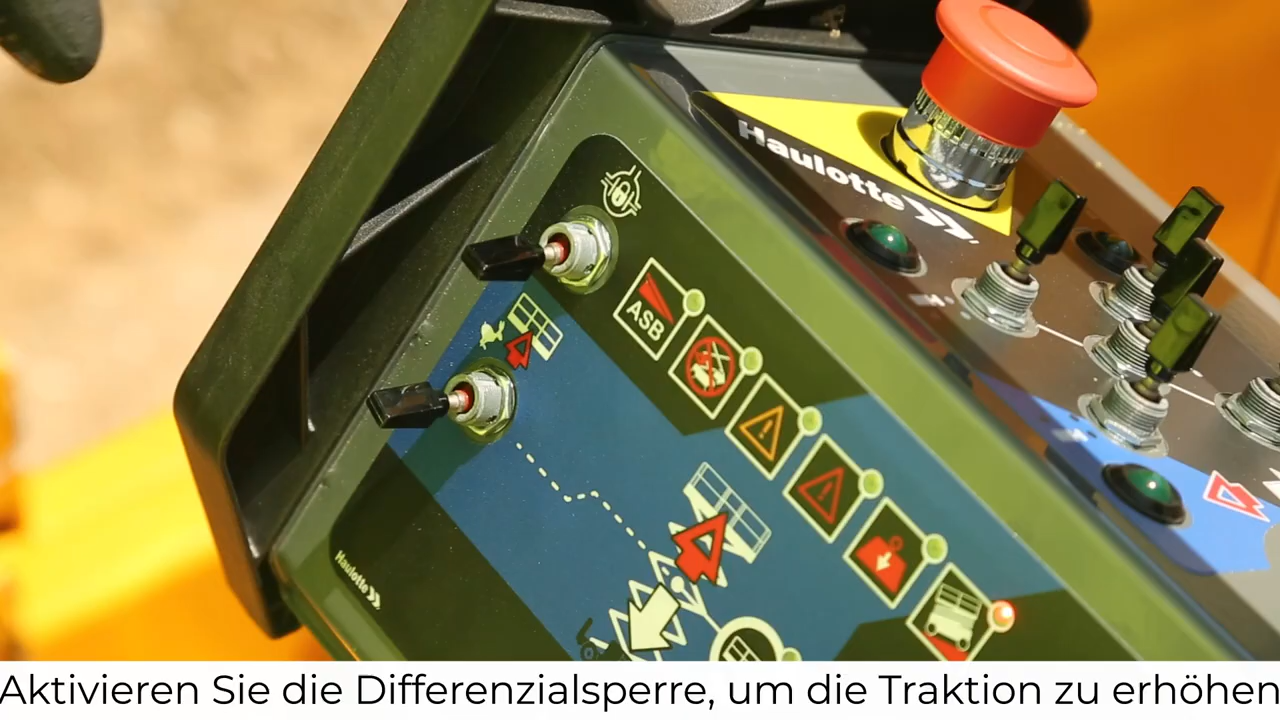 Haulotte
ASB
Haulotte
Aktivieren Sie die Differenzialsperre, um die Traktion zu erhöhen